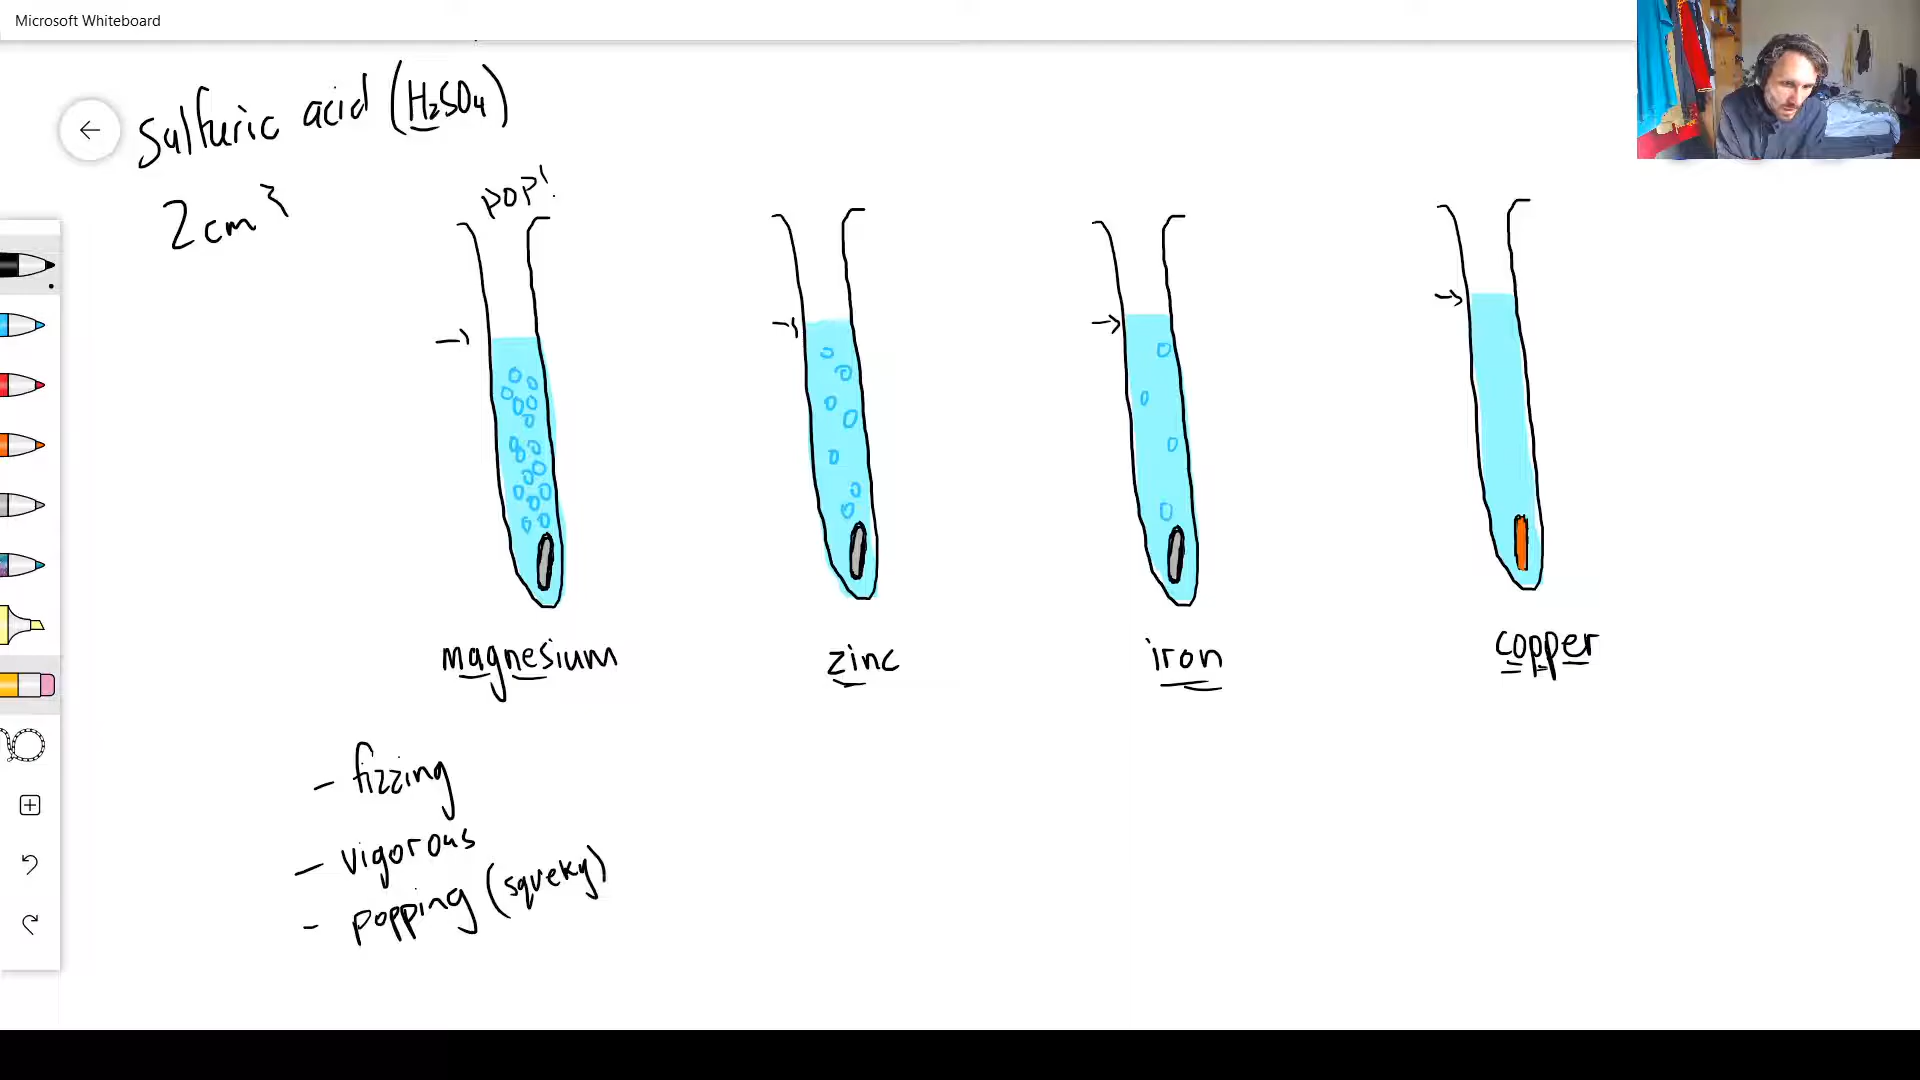 Microsoft Whiteboard
Sulfuric acid (H₂SO₄)
2cm³
POP!
magnesium
zinc
iron
copper
- fizzing
- vigorous
- popping (squeky)